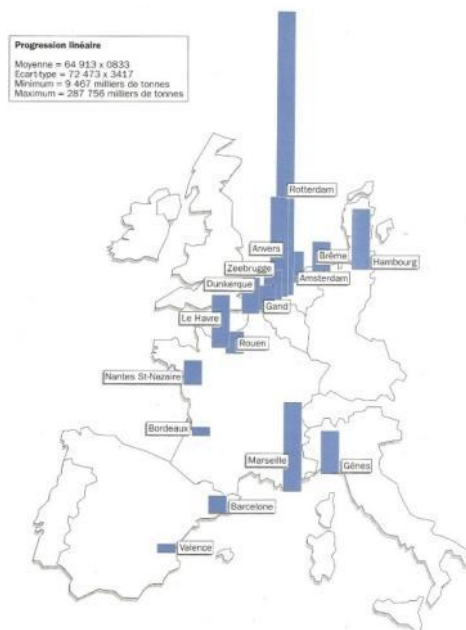 Progression linéaire
Moyenne = 64 913 x 0833
Ecart-type = 72 473 x 3417
Minimum = 9 467 milliers de tonnes
Maximum = 287 756 milliers de tonnes
Rotterdam
Anvers
Brême
Hambourg
Zeebrugge
Amsterdam
Dunkerque
Gand
Le Havre
Rouen
Nantes St-Nazaire
Bordeaux
Marseille
Gênes
Barcelone
Valence